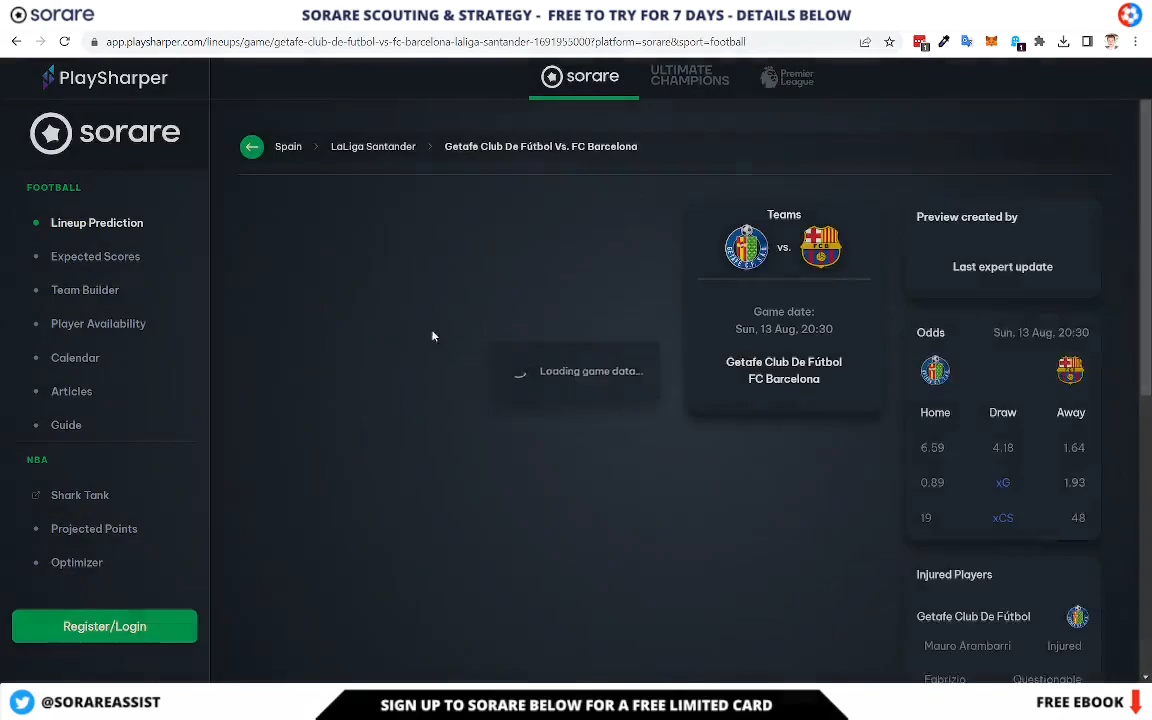 sorare
SORARE SCOUTING & STRATEGY - FREE TO TRY FOR 7 DAYS - DETAILS BELOW
app.playsharper.com/lineups/game/getafe-club-de-futbol-vs-fc-barcelona-laliga-santander-1691955000?platform=sorare&sport=football
1
1
PlaySharper
sorare
ULTIMATE
CHAMPIONS
Premier
League
sorare
Spain > LaLiga Santander > Getafe Club De Fútbol Vs. FC Barcelona
FOOTBALL
Lineup Prediction
Expected Scores
Team Builder
Player Availability
Calendar
Articles
Guide
NBA
Shark Tank
Projected Points
Optimizer
Register/Login
Loading game data...
Teams
vs.
FCB
Game date:
Sun, 13 Aug, 20:30
Getafe Club De Fútbol
FC Barcelona
Preview created by
Last expert update
Odds Sun, 13 Aug, 20:30
Home Draw Away
6.59 4.18 1.64
0.89 xG 1.93
19 xCS 48
Injured Players
Getafe Club De Fútbol
Mauro Arambarri Injured
Fabrizio Questionable
@SORAREASSIST
SIGN UP TO SORARE BELOW FOR A FREE LIMITED CARD
FREE EBOOK